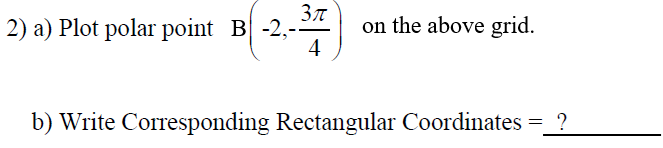 2) a) Plot polar point B(-2,-3π/4) on the above grid.
b) Write Corresponding Rectangular Coordinates = ?